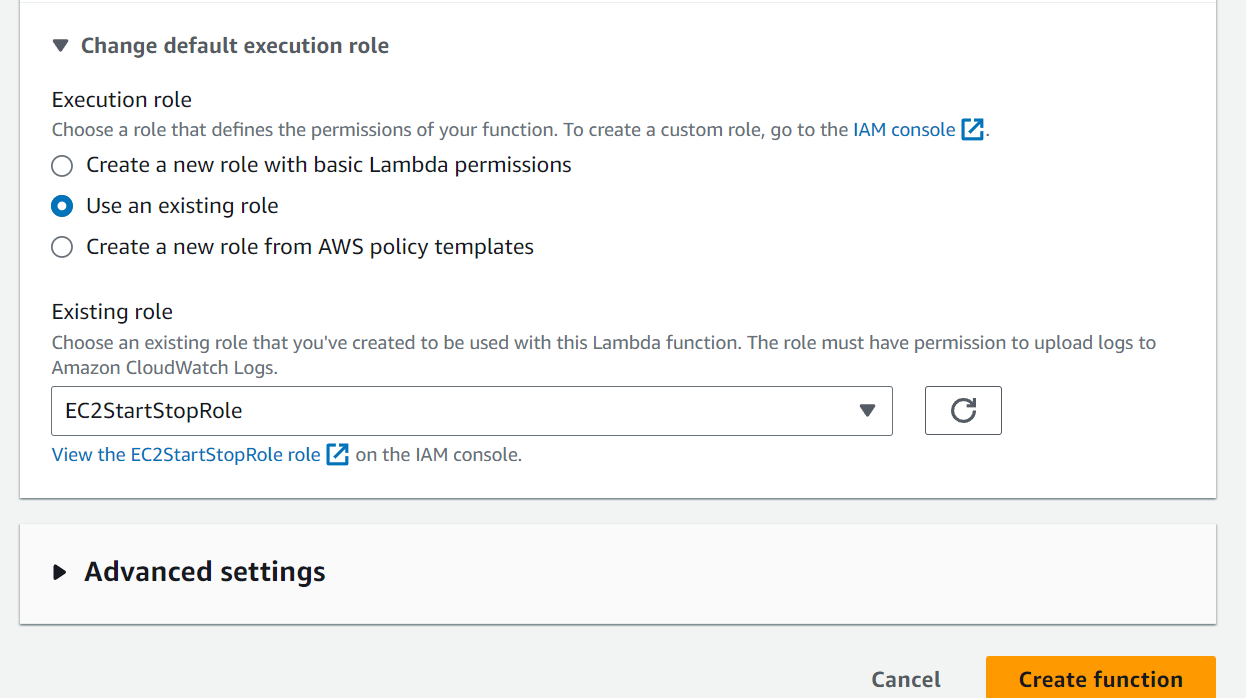 Change default execution role
Execution role
Choose a role that defines the permissions of your function. To create a custom role, go to the IAM console.
Create a new role with basic Lambda permissions
Use an existing role
Create a new role from AWS policy templates
Existing role
Choose an existing role that you've created to be used with this Lambda function. The role must have permission to upload logs to
Amazon CloudWatch Logs.
EC2StartStopRole
View the EC2StartStopRole role on the IAM console.
Advanced settings
Cancel Create function